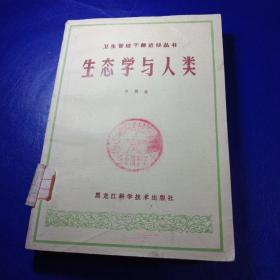 卫生管理干部进修丛书
生态学与人类
黑龙江科学技术出版社